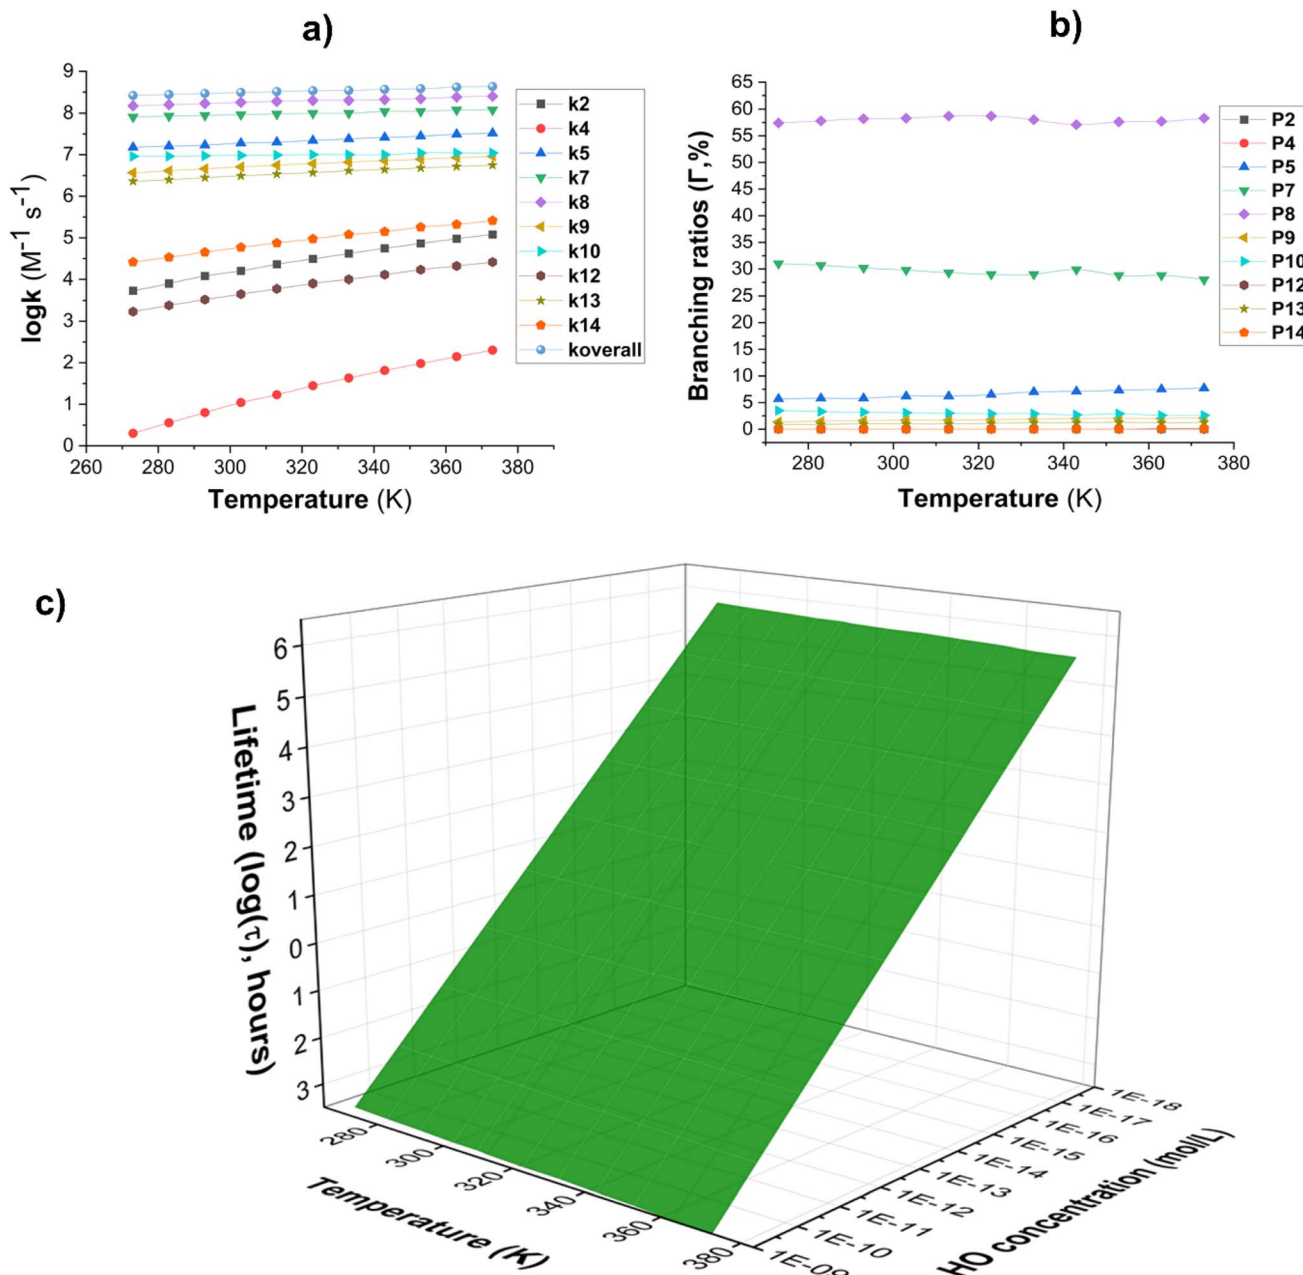 a)
9
8
7
6
5
4
3
2
1
0
logk (M⁻¹ s⁻¹)
260 280 300 320 340 360 380
Temperature (K)
k2
k4
k5
k7
k8
k9
k10
k12
k13
k14
koverall
b)
65
60
55
50
45
40
35
30
25
20
15
10
5
0
Branching ratios (Γ,%)
280 300 320 340 360 380
Temperature (K)
P2
P4
P5
P7
P8
P9
P10
P12
P13
P14
c)
6
5
4
3
2
1
0
1
2
3
Lifetime (log(τ), hours)
280
300
320
340
360
380
Temperature (K)
1E-18
1E-17
1E-16
1E-15
1E-14
1E-13
1E-12
1E-11
1E-10
1E-09
HO concentration (mol/L)